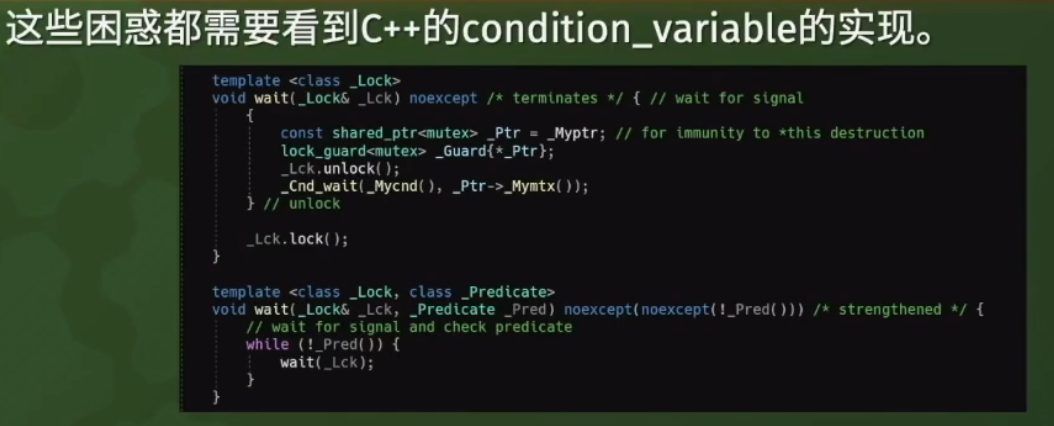 这些困惑都需要看到C++的condition_variable的实现。
template <class _Lock>
void wait(_Lock& _Lck) noexcept /* terminates */ { // wait for signal
{
const shared_ptr<mutex> _Ptr = _Myptr; // for immunity to *this destruction
lock_guard<mutex> _Guard{*_Ptr};
_Lck.unlock();
_Cnd_wait(_Mycnd(), _Ptr->_Mymtx());
} // unlock
_Lck.lock();
}
template <class _Lock, class _Predicate>
void wait(_Lock& _Lck, _Predicate _Pred) noexcept(noexcept(!_Pred())) /* strengthened */ {
// wait for signal and check predicate
while (!_Pred()) {
wait(_Lck);
}
}